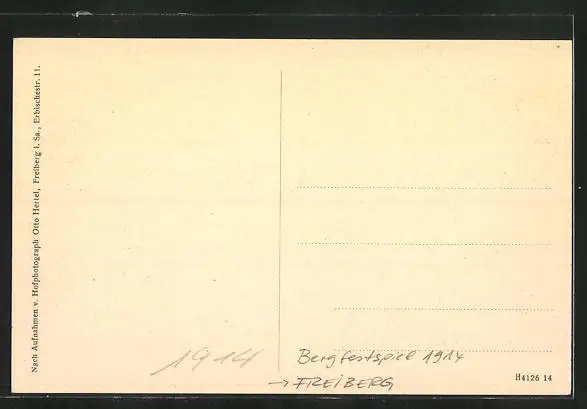 Nach Aufnahmen v. Hofphotograph Otto Hertel, Freiberg i. Sa., Erbischestr. 11.
1914
Bergfestspiel 1914
→ FREIBERG
H4126 14